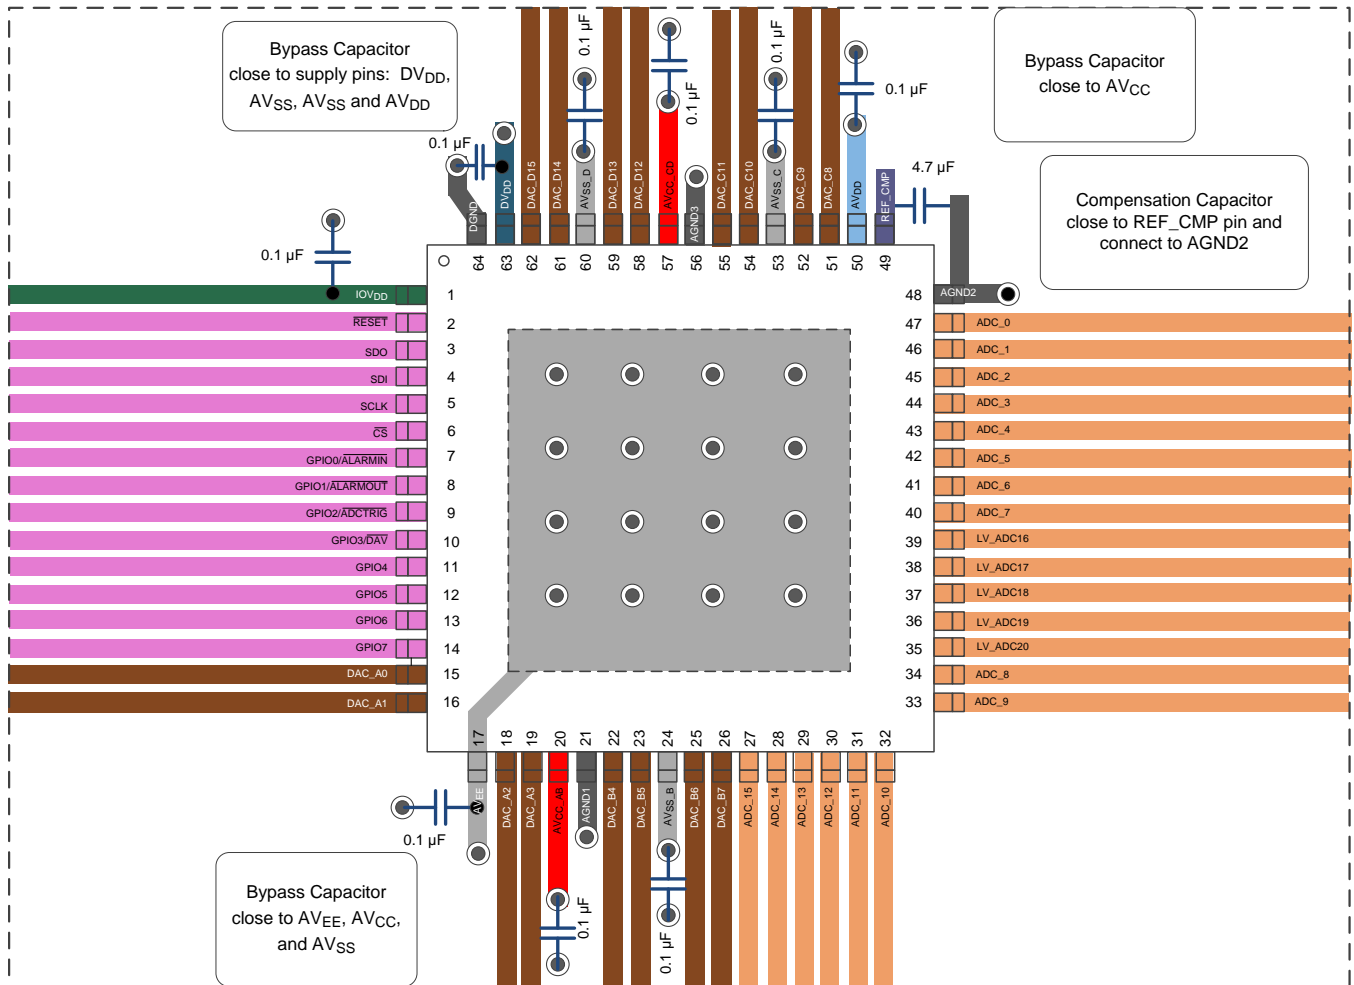 Bypass Capacitor
close to supply pins: DVDD,
AVSS, AVSS and AVDD
Bypass Capacitor
close to AVCC
Compensation Capacitor
close to REF_CMP pin and
connect to AGND2
0.1 µF
0.1 µF
0.1 µF
0.1 µF
0.1 µF
4.7 µF
0.1 µF
DGND
DVDD
DAC_D15
DAC_D14
AVSS_D
DAC_D13
DAC_D12
AVCC_CD
AGND3
DAC_C11
DAC_C10
AVSS_C
DAC_C9
DAC_C8
AVDD
REF_CMP
64 63 62 61 60 59 58 57 56 55 54 53 52 51 50 49
IOVDD 1
RESET 2
SDO 3
SDI 4
SCLK 5
CS 6
GPIO0/ALARMIN 7
GPIO1/ALARMOUT 8
GPIO2/ADCTRIG 9
GPIO3/DAV 10
GPIO4 11
GPIO5 12
GPIO6 13
GPIO7 14
DAC_A0 15
DAC_A1 16
48 AGND2
47 ADC_0
46 ADC_1
45 ADC_2
44 ADC_3
43 ADC_4
42 ADC_5
41 ADC_6
40 ADC_7
39 LV_ADC16
38 LV_ADC17
37 LV_ADC18
36 LV_ADC19
35 LV_ADC20
34 ADC_8
33 ADC_9
17 18 19 20 21 22 23 24 25 26 27 28 29 30 31 32
AVEE
DAC_A2
DAC_A3
AVCC_AB
AGND1
DAC_B4
DAC_B5
AVSS_B
DAC_B6
DAC_B7
ADC_15
ADC_14
ADC_13
ADC_12
ADC_11
ADC_10
0.1 µF
0.1 µF
0.1 µF
Bypass Capacitor
close to AVEE, AVCC,
and AVSS